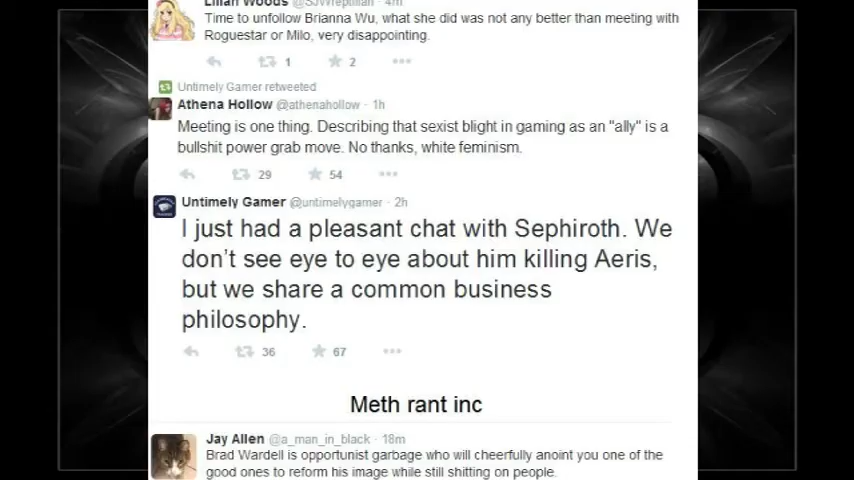 Lilian Woods @SJWreptilian · 4m
Time to unfollow Brianna Wu, what she did was not any better than meeting with
Roguestar or Milo, very disappointing.
1 2
Untimely Gamer retweeted
Athena Hollow @athenahollow · 1h
Meeting is one thing. Describing that sexist blight in gaming as an "ally" is a
bullshit power grab move. No thanks, white feminism.
29 54
Untimely Gamer @untimelygamer · 2h
I just had a pleasant chat with Sephiroth. We
don't see eye to eye about him killing Aeris,
but we share a common business
philosophy.
36 67
Meth rant inc
Jay Allen @a_man_in_black · 18m
Brad Wardell is opportunist garbage who will cheerfully anoint you one of the
good ones to reform his image while still shitting on people.